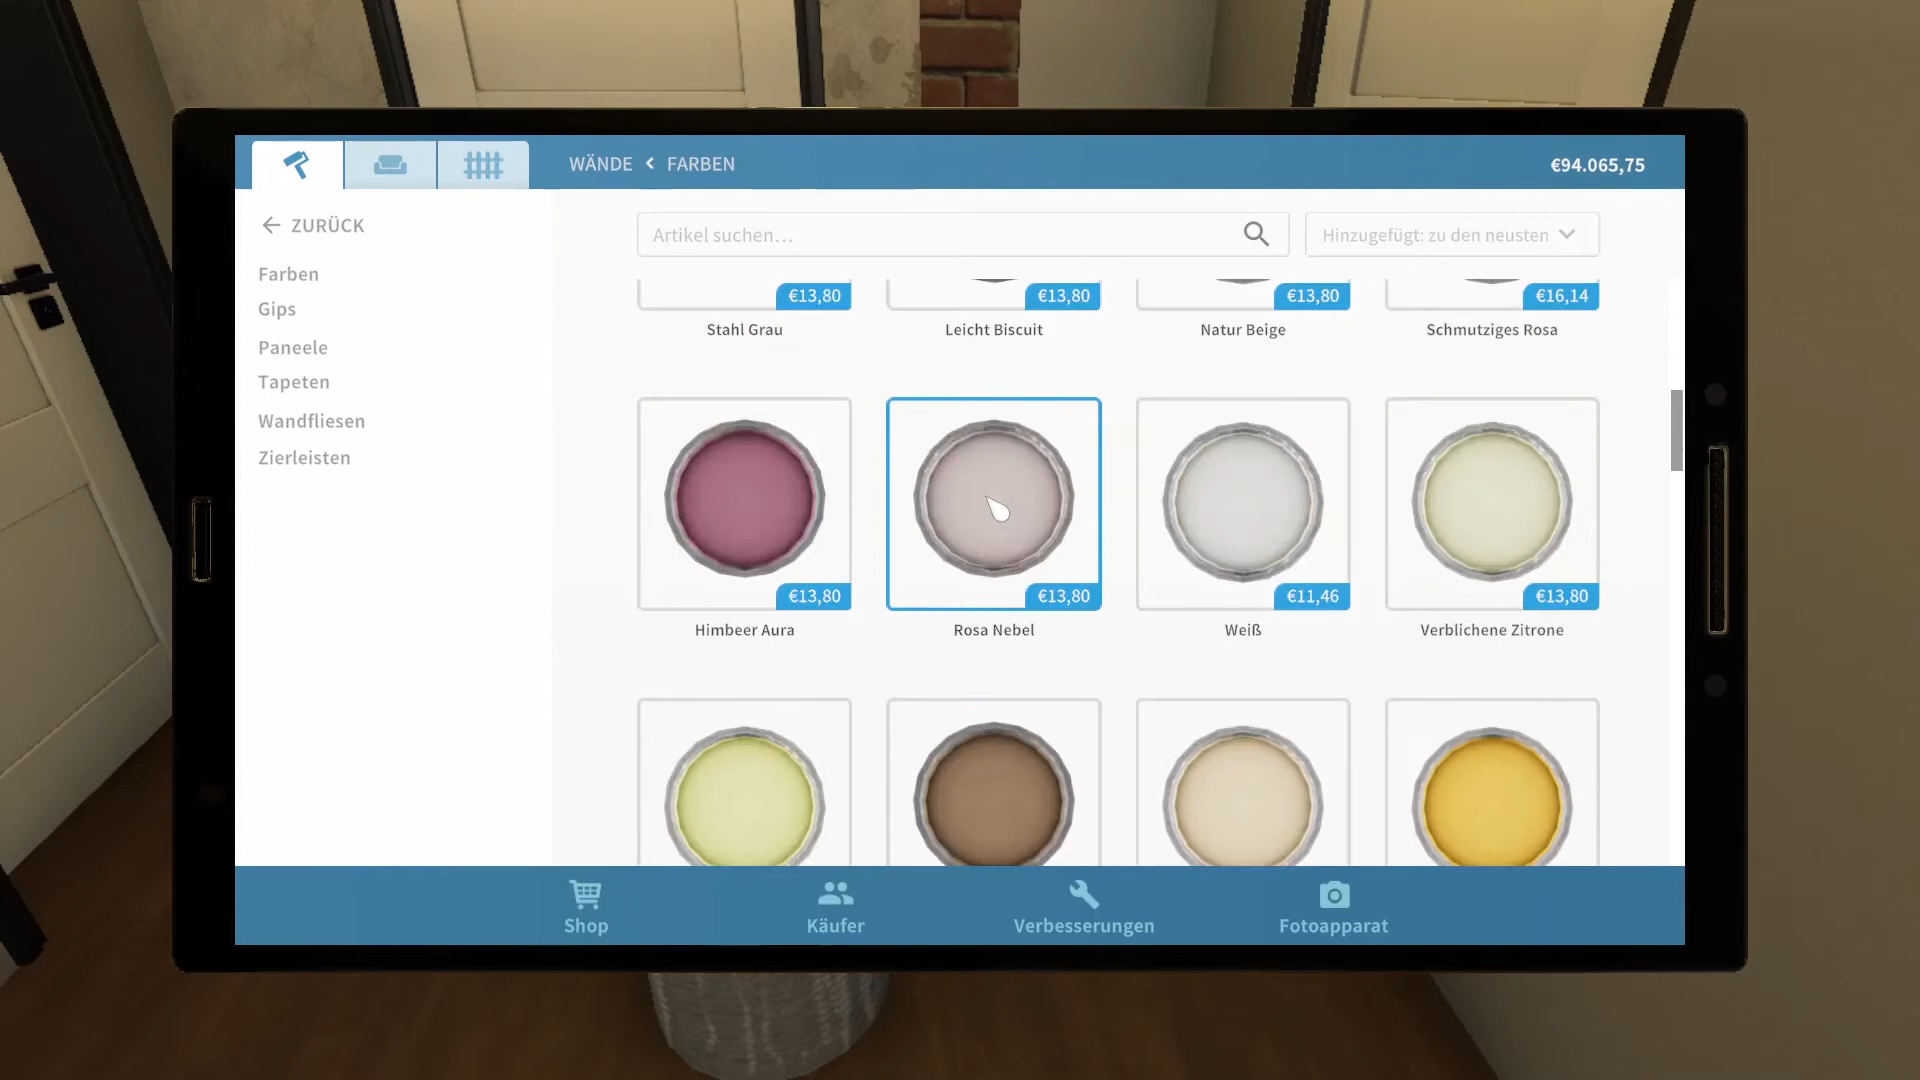 WÄNDE < FARBEN
€94.065,75
ZURÜCK
Artikel suchen...
Hinzugefügt: zu den neusten
Farben
Gips
Paneele
Tapeten
Wandfliesen
Zierleisten
€13,80
€13,80
€13,80
€16,14
Stahl Grau
Leicht Biscuit
Natur Beige
Schmutziges Rosa
€13,80
€13,80
€11,46
€13,80
Himbeer Aura
Rosa Nebel
Weiß
Verblichene Zitrone
Shop
Käufer
Verbesserungen
Fotoapparat